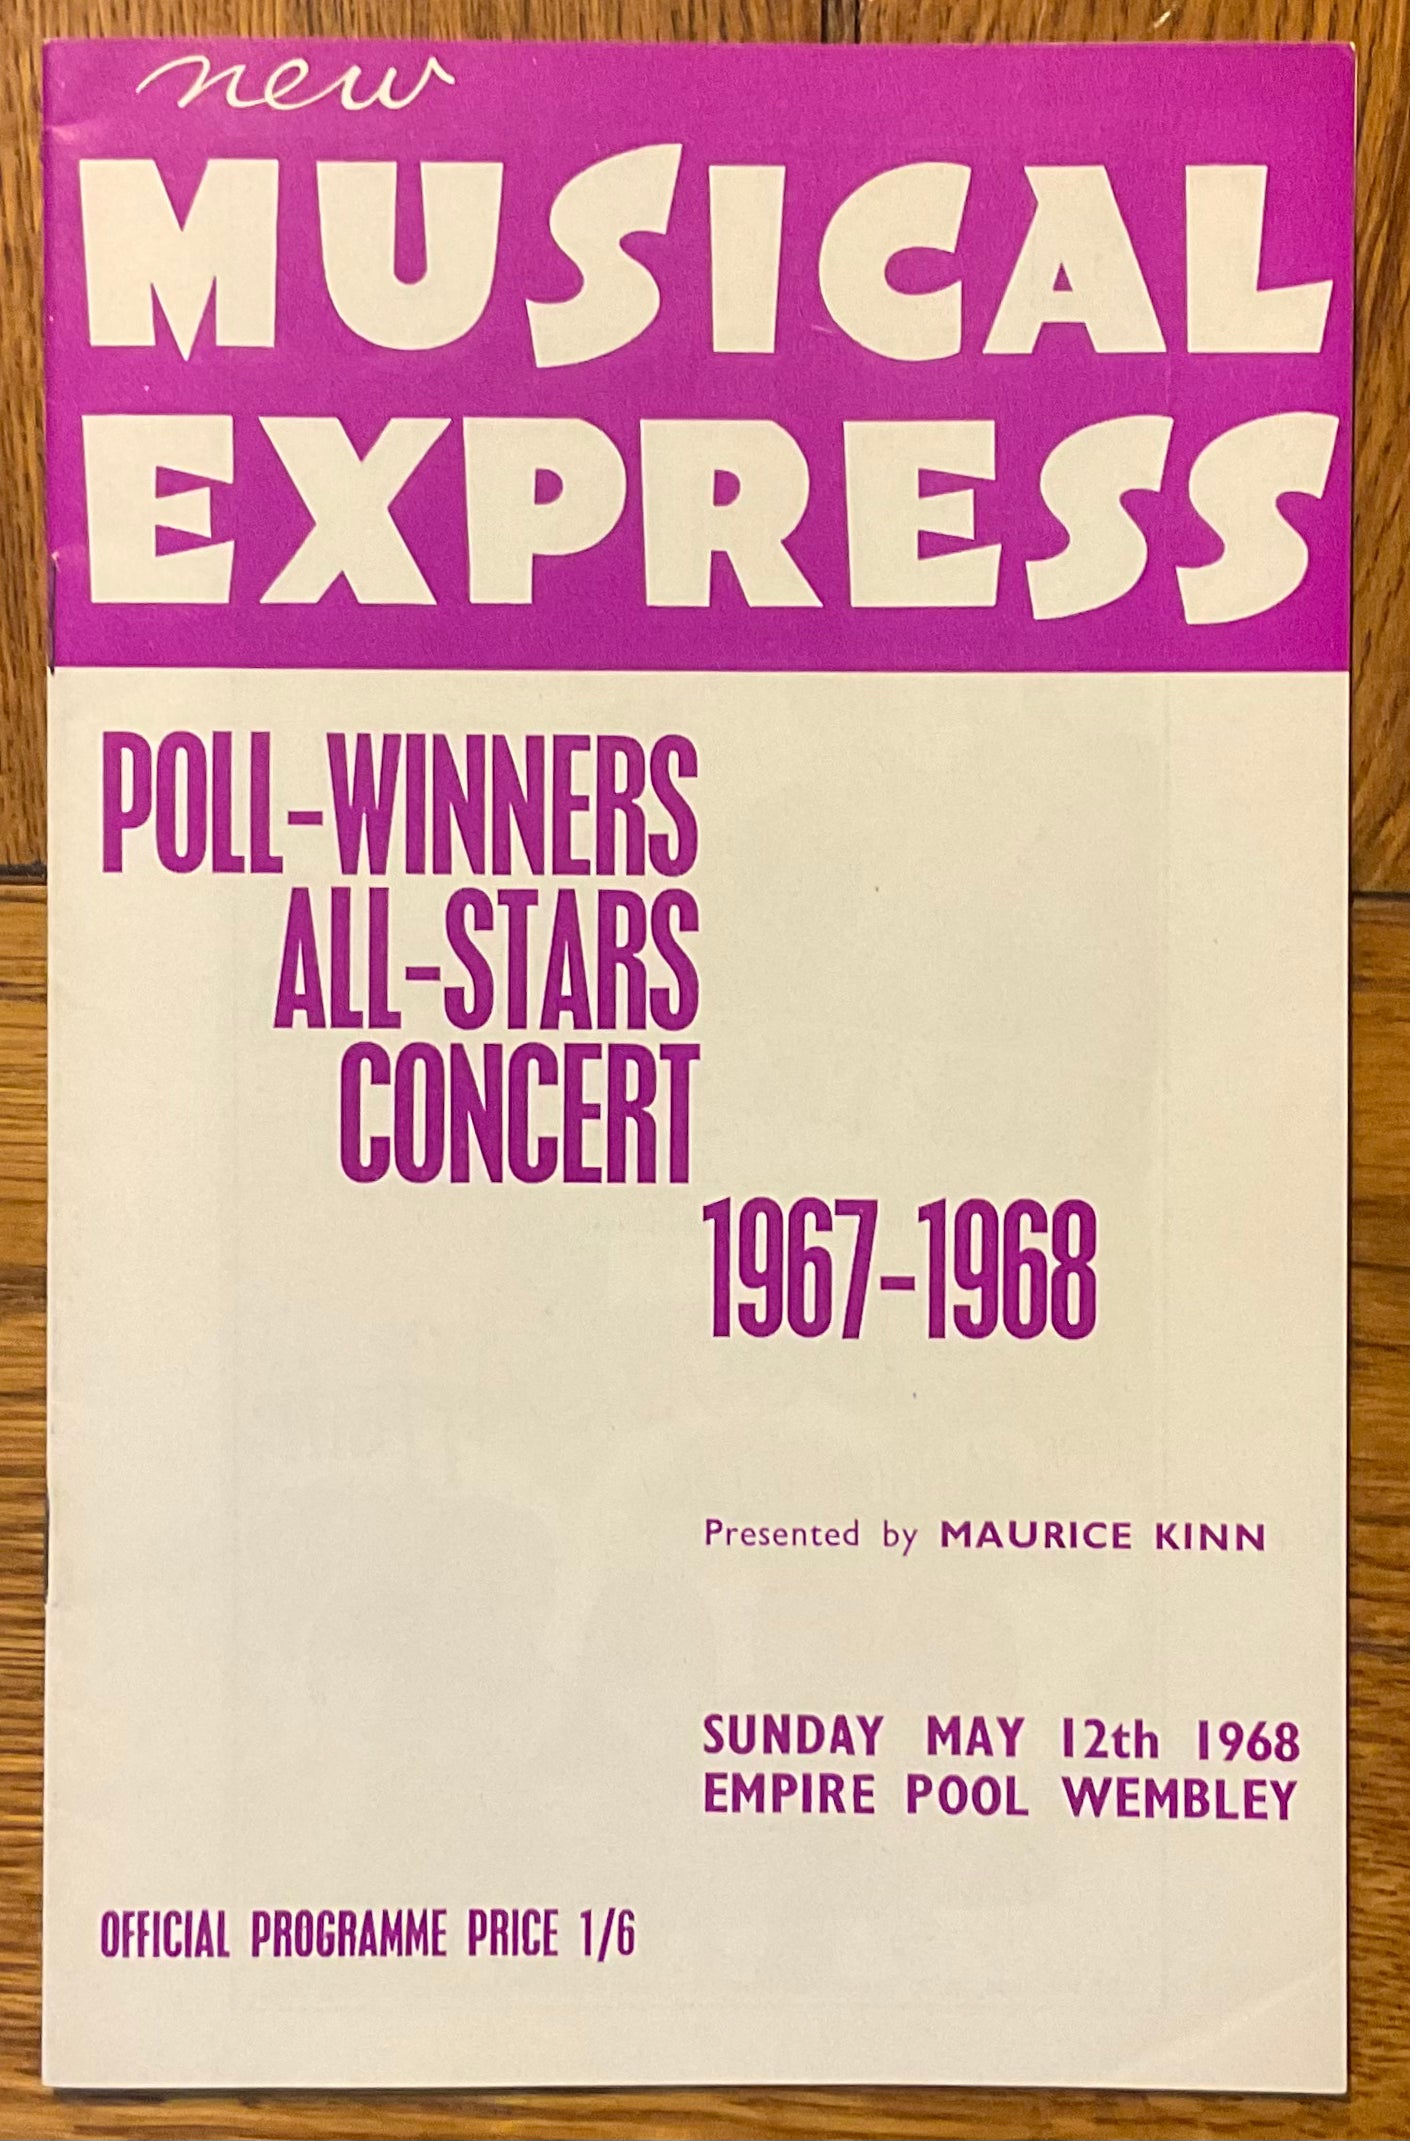 new
MUSICAL
EXPRESS
POLL-WINNERS
ALL-STARS
CONCERT
1967-1968
Presented by MAURICE KINN
SUNDAY MAY 12th 1968
EMPIRE POOL WEMBLEY
OFFICIAL PROGRAMME PRICE 1/6